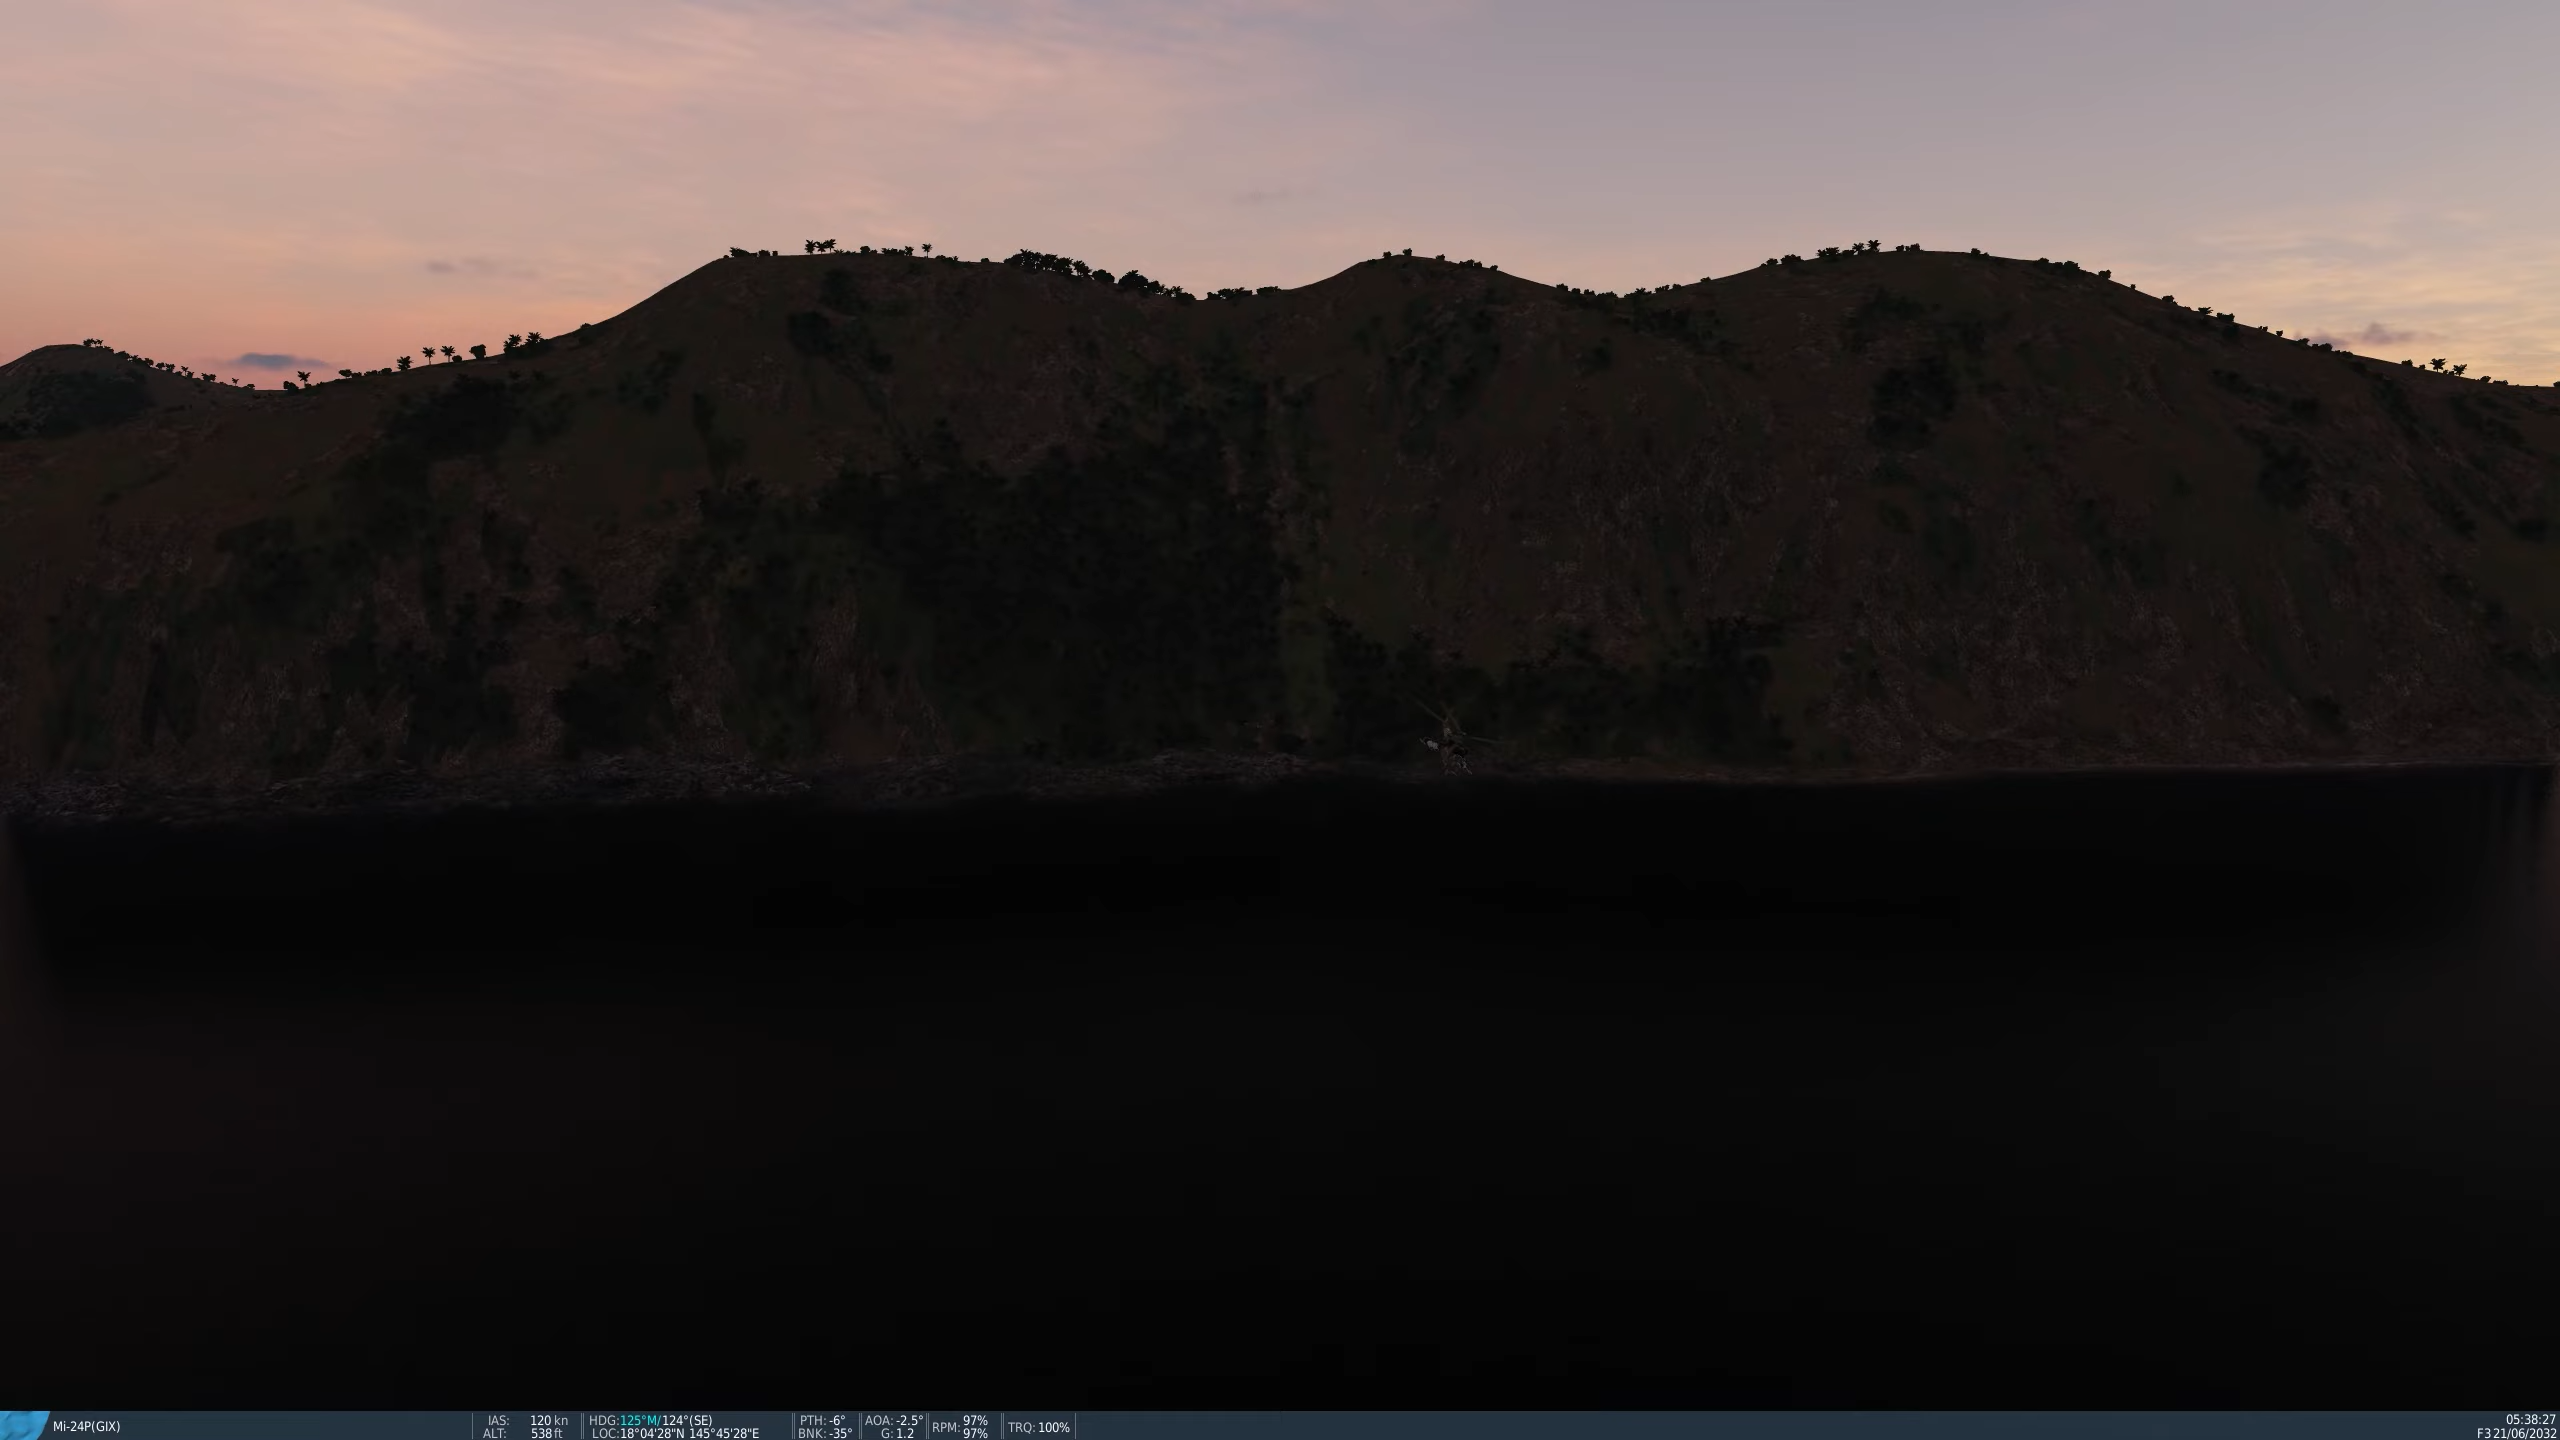 Mi-24P(GIX)
IAS: 120 kn
ALT: 538 ft
HDG:125°M/124°(SE)
LOC:18°04'28"N 145°45'28"E
PTH: -6°
BNK: -35°
AOA: -2.5°
G: 1.2
RPM: 97%
97%
TRQ: 100%
05:38:27
F3 21/06/2032